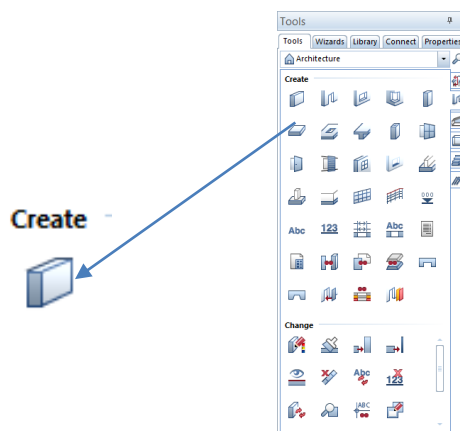 Tools
Tools Wizards Library Connect Properties
Architecture
Create
Abc 123 Abc
Create
Change
Abc
123
ABC